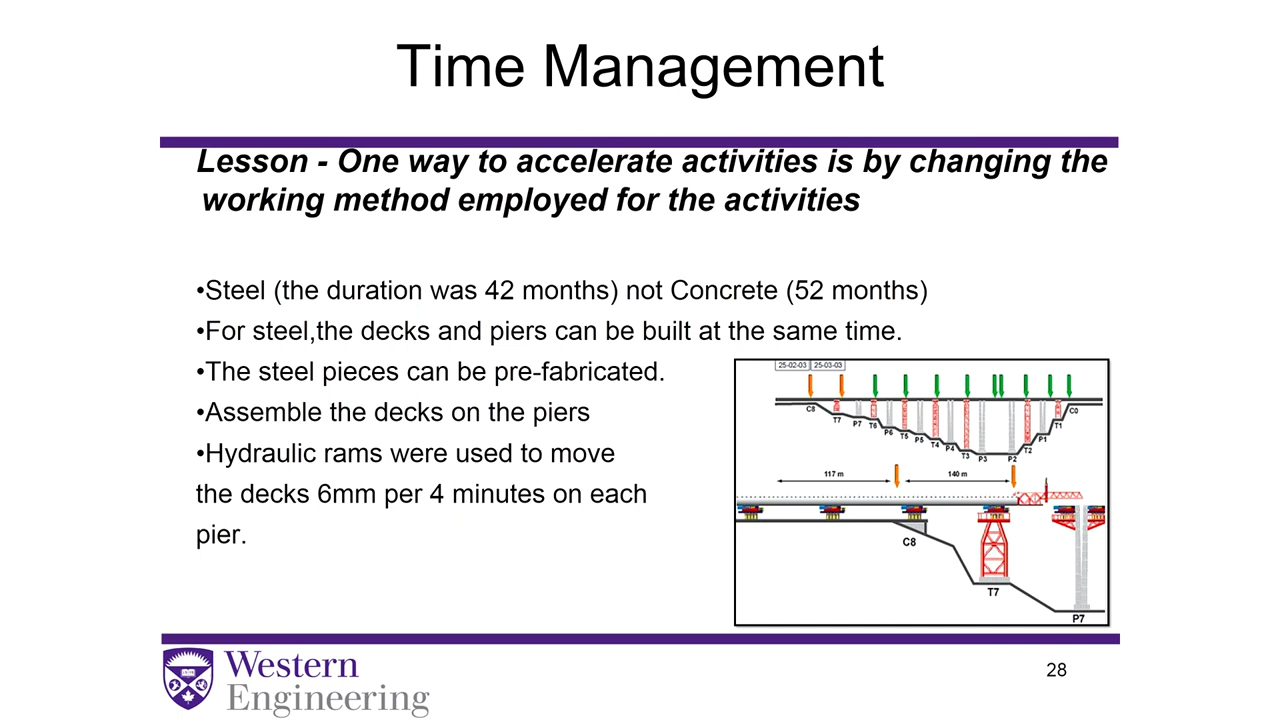 Time Management
Lesson - One way to accelerate activities is by changing the
working method employed for the activities
•Steel (the duration was 42 months) not Concrete (52 months)
•For steel,the decks and piers can be built at the same time.
•The steel pieces can be pre-fabricated.
•Assemble the decks on the piers
•Hydraulic rams were used to move
the decks 6mm per 4 minutes on each
pier.
25-02-03 25-03-03
C8 T7 P7 T6 P6 T5 P5 T4 P4 T3 P3 P2 T2 P1 T1 C0
117 m 140 m
C8
T7
P7
Western
Engineering
28